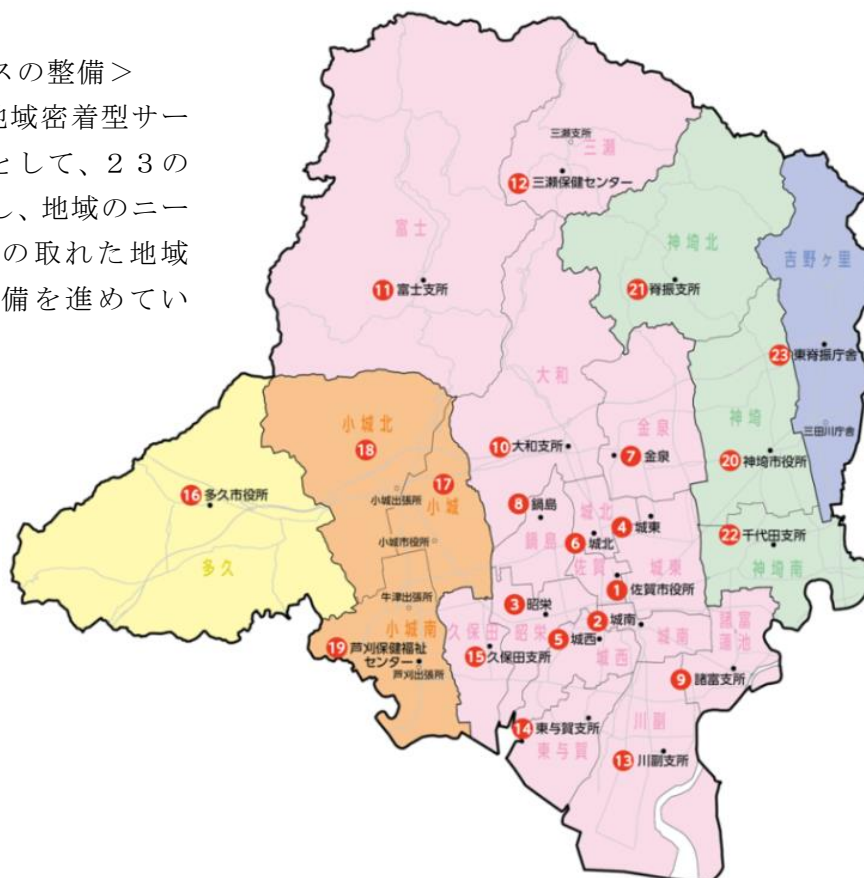 スの整備＞
地域密着型サー
として、２３の
し、地域のニー
の取れた地域
備を進めてい
三瀬支所
三瀬
12 三瀬保健センター
富士
神埼北
吉野ヶ里
11 富士支所
21 脊振支所
23 東脊振庁舎
大和
小城北
18
金泉
神埼
三田川庁舎
10 大和支所
7 金泉
20 神埼市役所
16 多久市役所
17
小城出張所
小城
8 鍋島
城北
4 城東
鍋島
6 城北
22 千代田支所
小城市役所
多久
佐賀
城東
神埼南
1 佐賀市役所
牛津出張所
3 昭栄
2 城南
小城南
久保田
昭栄
5 城西
城南
諸富
蓮池
19 芦刈保健福祉
センター
15 久保田支所
城西
芦刈出張所
9 諸富支所
14 東与賀支所
川副
東与賀
13 川副支所